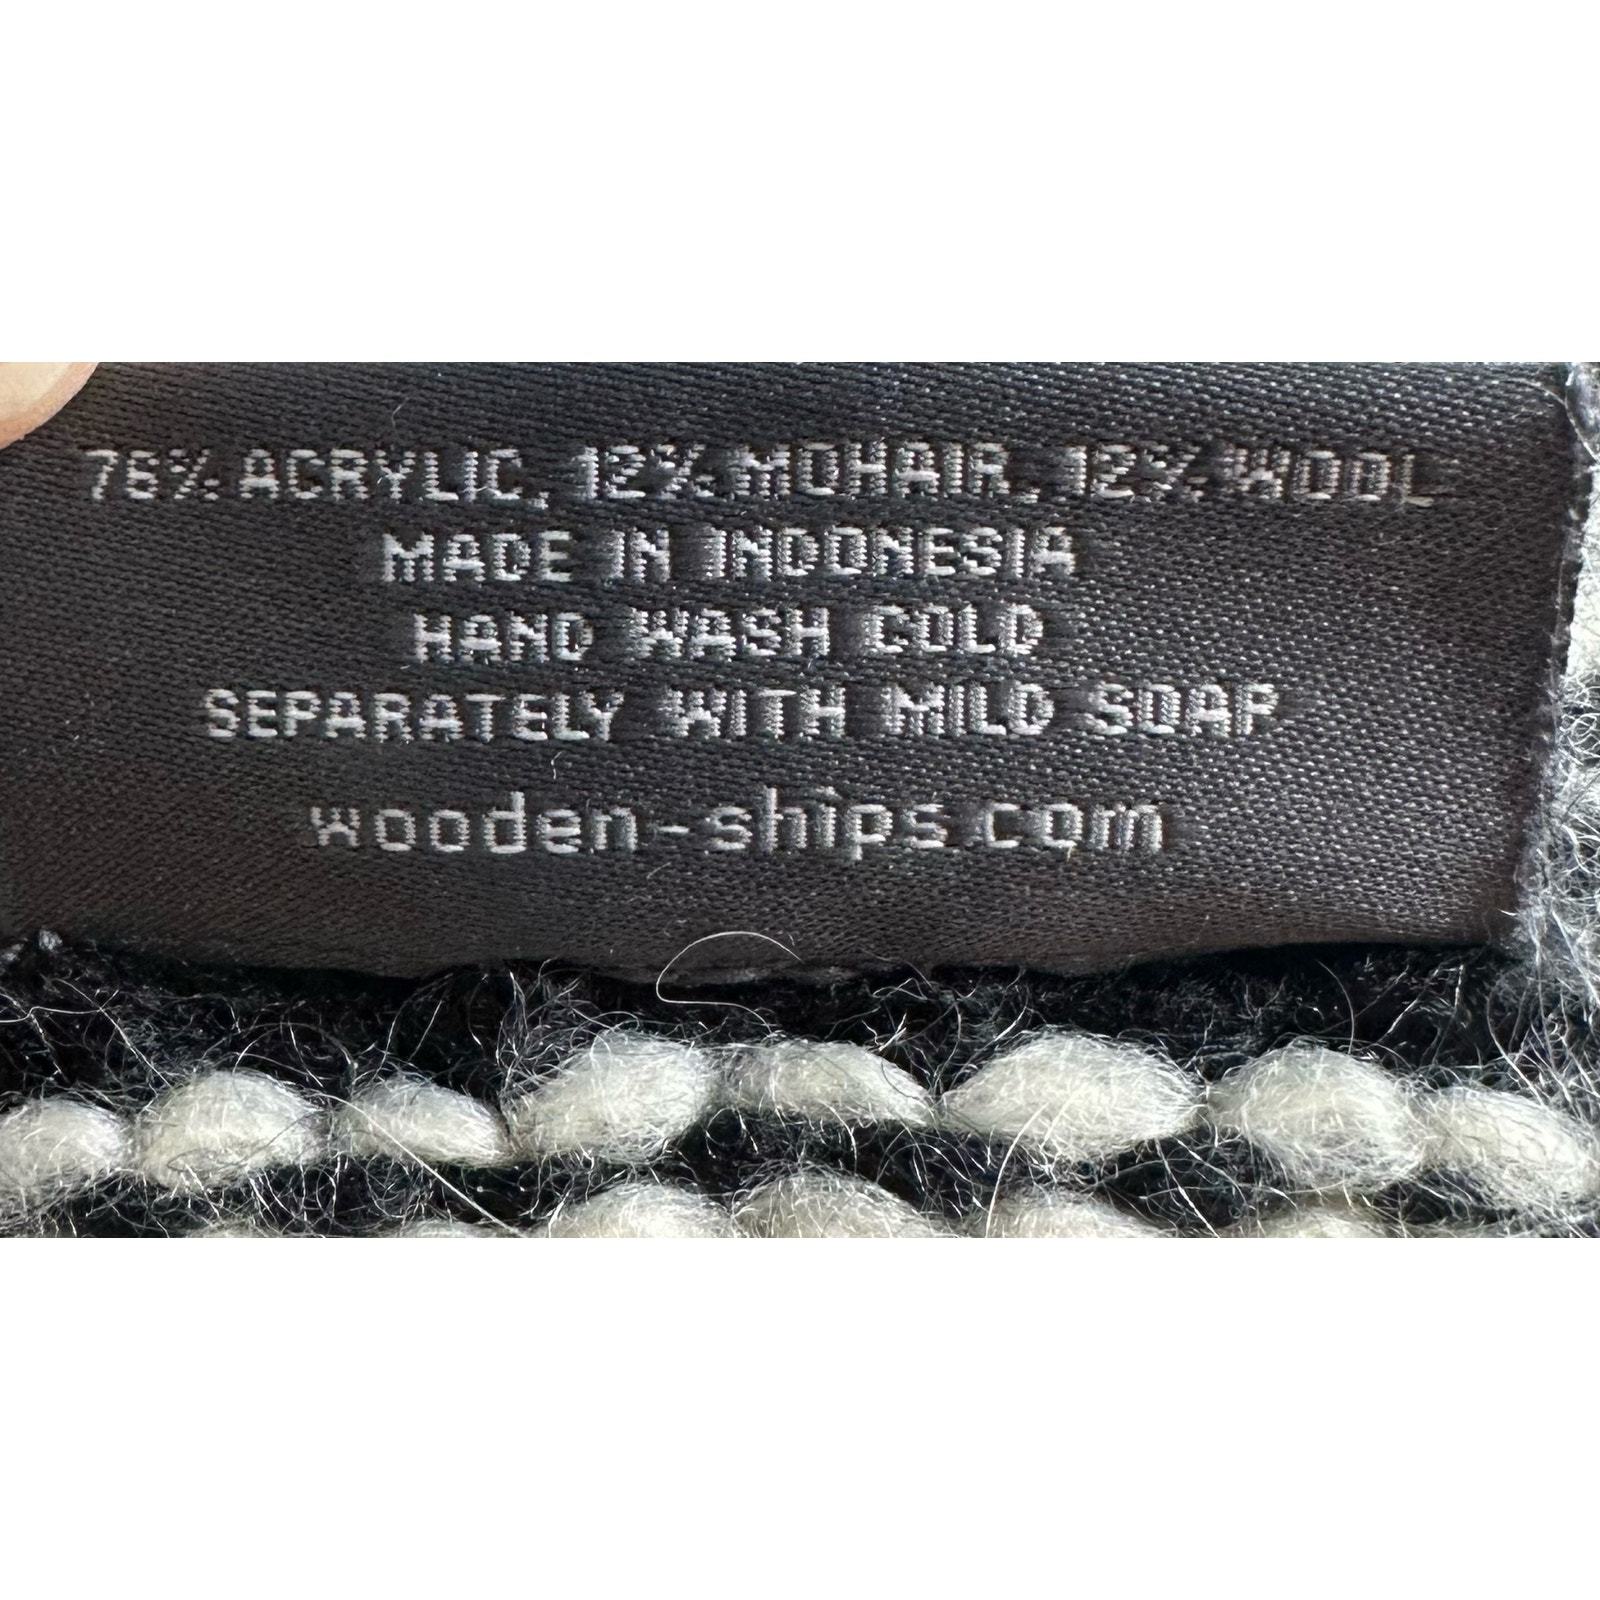 76% ACRYLIC, 12% MOHAIR, 12% WOOL
MADE IN INDONESIA
HAND WASH COLD
SEPARATELY WITH MILD SOAP
wooden-ships.com